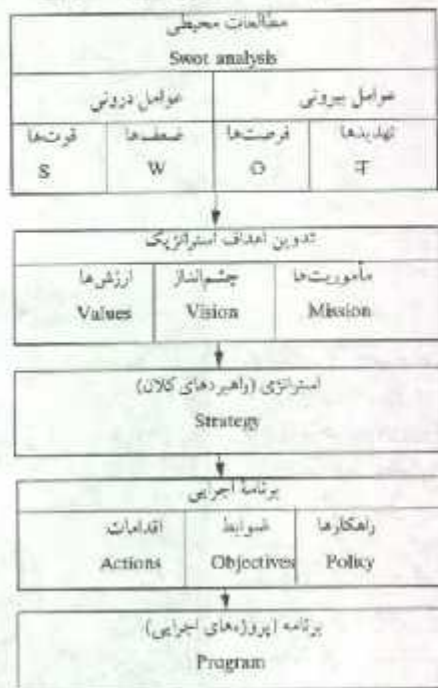 مطالعات محیطی
Swot analysis
عوامل بیرونی عوامل درونی
تهدیدها فرصت‌ها ضعف‌ها قوت‌ها
T O W S
تدوین اهداف استراتژیک
مأموریت‌ها چشم‌انداز ارزش‌ها
Mission Vision Values
استراتژی (راهبردهای کلان)
Strategy
برنامهٔ اجرایی
راهکارها ضوابط اقدامات
Policy Objectives Actions
برنامه (پروژه‌های اجرایی)
Program